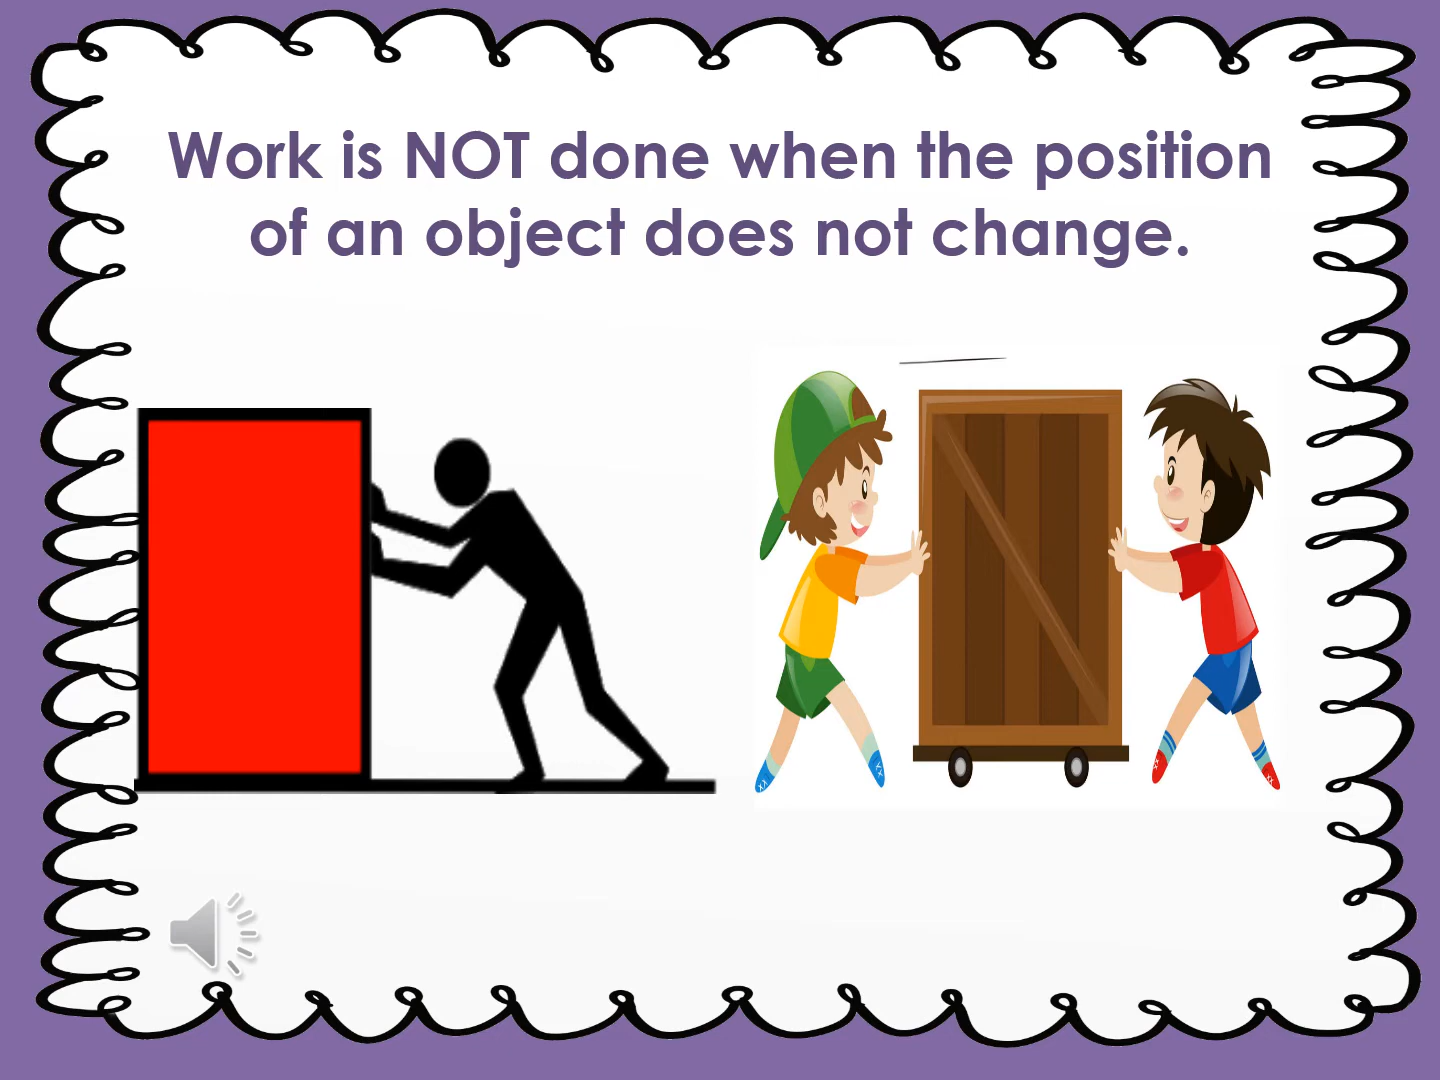 Work is NOT done when the position
of an object does not change.